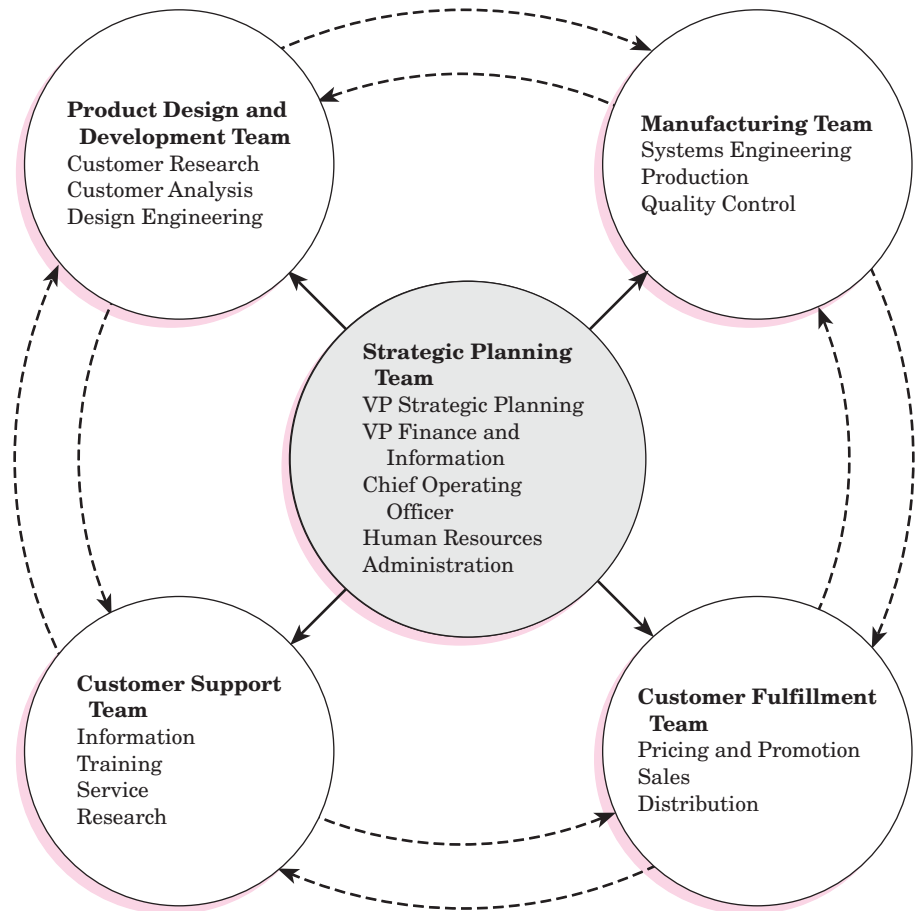 Product Design and
Development Team
Customer Research
Customer Analysis
Design Engineering
Manufacturing Team
Systems Engineering
Production
Quality Control
Strategic Planning
Team
VP Strategic Planning
VP Finance and
Information
Chief Operating
Officer
Human Resources
Administration
Customer Support
Team
Information
Training
Service
Research
Customer Fulfillment
Team
Pricing and Promotion
Sales
Distribution